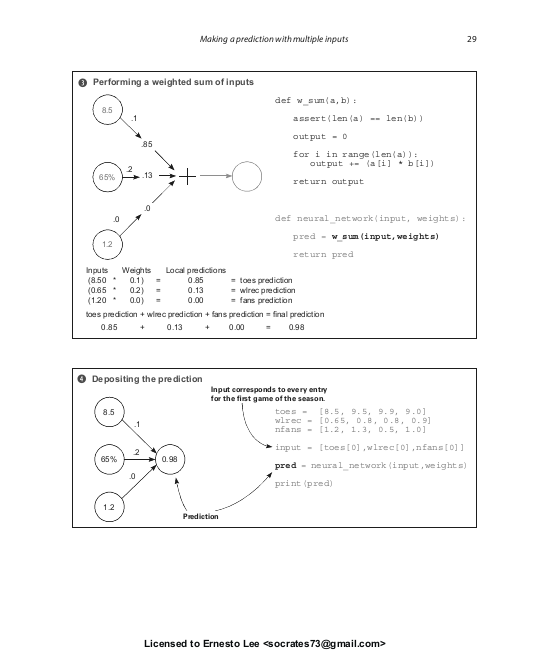 Making a prediction with multiple inputs 29
3 Performing a weighted sum of inputs
8.5
.1
.85
65%
.2
.13
.0
.0
1.2
def w_sum(a,b):
assert(len(a) == len(b))
output = 0
for i in range(len(a)):
output += (a[i] * b[i])
return output
def neural_network(input, weights):
pred = w_sum(input,weights)
return pred
Inputs Weights Local predictions
(8.50 * 0.1) = 0.85 = toes prediction
(0.65 * 0.2) = 0.13 = wlrec prediction
(1.20 * 0.0) = 0.00 = fans prediction
toes prediction + wlrec prediction + fans prediction = final prediction
0.85 + 0.13 + 0.00 = 0.98
4 Depositing the prediction
Input corresponds to every entry
for the first game of the season.
8.5
.1
65%
.2
0.98
.0
1.2
Prediction
toes = [8.5, 9.5, 9.9, 9.0]
wlrec = [0.65, 0.8, 0.8, 0.9]
nfans = [1.2, 1.3, 0.5, 1.0]
input = [toes[0],wlrec[0],nfans[0]]
pred = neural_network(input,weights)
print(pred)
Licensed to Ernesto Lee <socrates73@gmail.com>